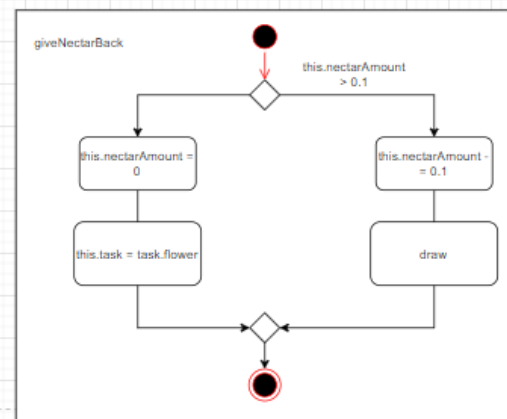 giveNectarBack
this.nectarAmount
> 0.1
this.nectarAmount =
0
this.nectarAmount -
= 0.1
this.task = task.flower
draw